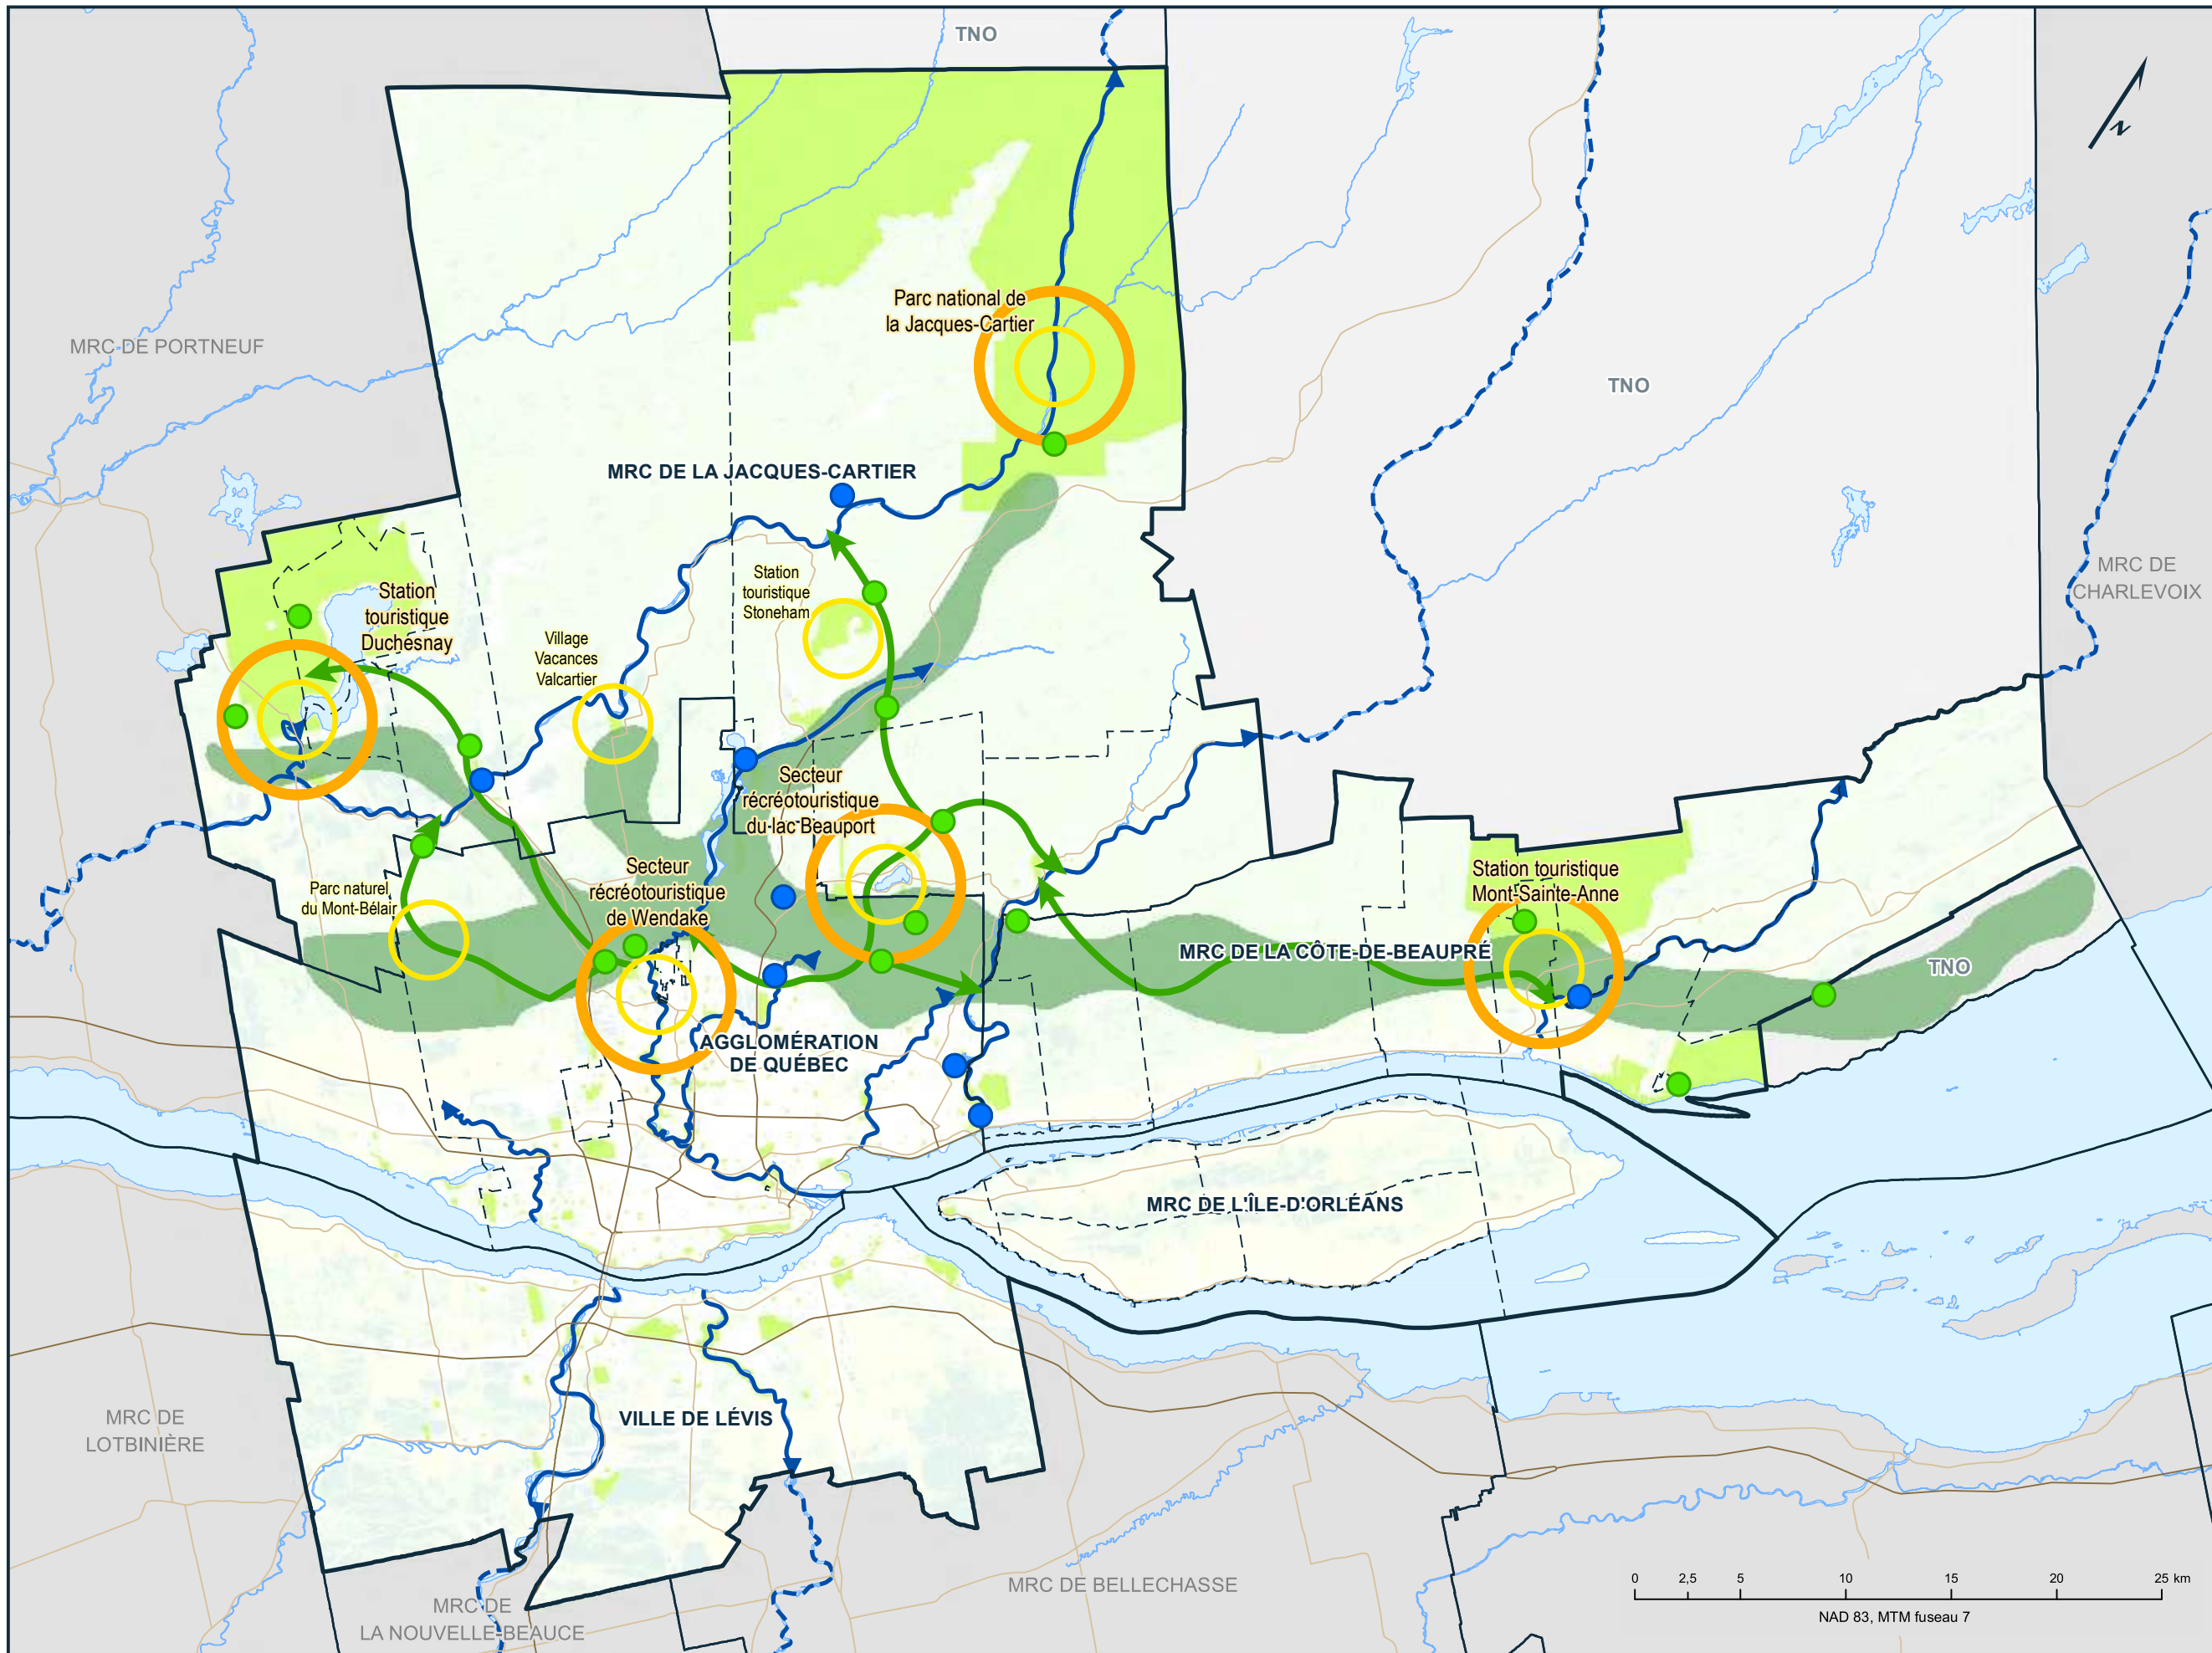 TNO
Parc national de
la Jacques-Cartier
MRC DE PORTNEUF
TNO
MRC DE LA JACQUES-CARTIER
MRC DE
CHARLEVOIX
Station
touristique
Duchesnay
Station
touristique
Stoneham
Village
Vacances
Valcartier
Secteur
récréotouristique
du lac Beauport
Secteur
récréotouristique
de Wendake
Parc naturel
du Mont-Bélair
Station touristique
Mont-Sainte-Anne
MRC DE LA CÔTE-DE-BEAUPRÉ
TNO
AGGLOMÉRATION
DE QUÉBEC
MRC DE L'ÎLE-D'ORLÉANS
MRC DE
LOTBINIÈRE
VILLE DE LÉVIS
MRC DE BELLECHASSE
MRC DE
LA NOUVELLE-BEAUCE
N
0 2,5 5 10 15 20 25 km
NAD 83, MTM fuseau 7